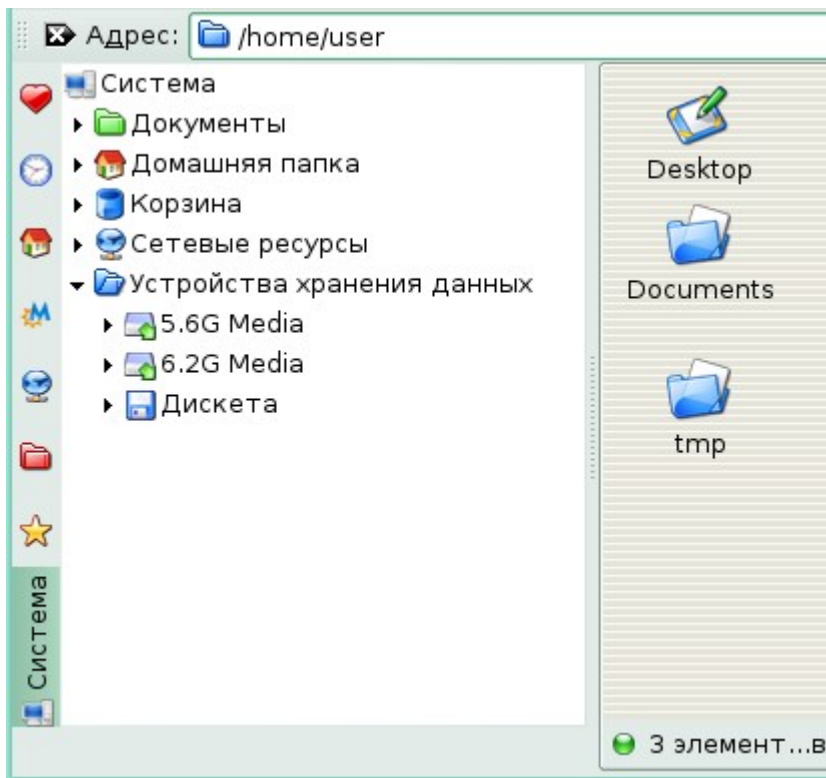 Адрес: /home/user
Система
Документы
Домашняя папка
Корзина
Сетевые ресурсы
Устройства хранения данных
5.6G Media
6.2G Media
Дискета
Система
Desktop
Documents
tmp
3 элемент...в